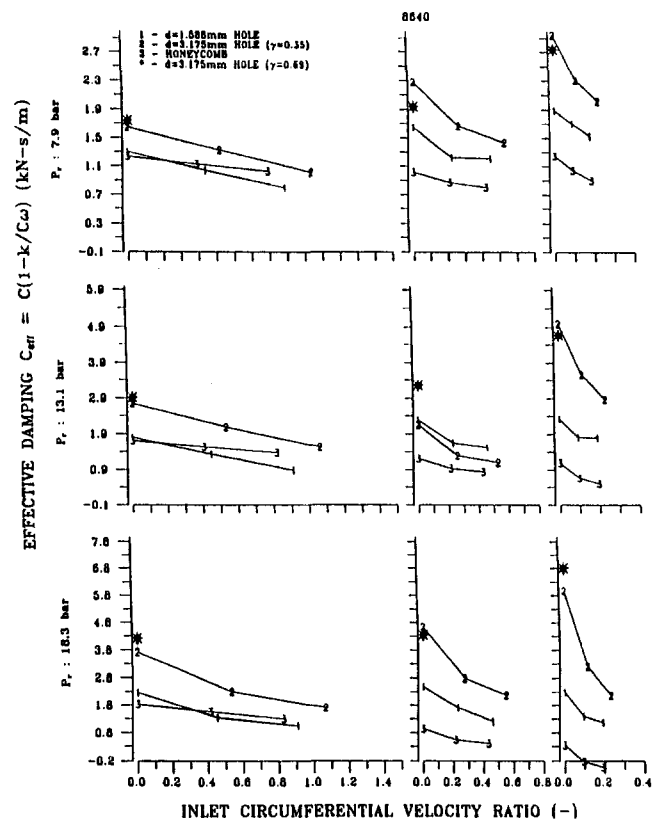 8640
1 - d=1.588mm HOLE
2 - d=3.175mm HOLE (γ=0.35)
3 - HONEYCOMB
* - d=3.175mm HOLE (γ=0.69)
EFFECTIVE DAMPING Ceff = C(1-k/Cω) (kN-s/m)
Pr : 7.9 bar
2.7
2.3
1.9
1.5
1.1
0.7
0.3
-0.1
Pr : 13.1 bar
5.9
4.9
3.9
2.9
1.9
0.9
-0.1
Pr : 18.3 bar
7.8
6.8
5.8
4.8
3.8
2.8
1.8
0.8
-0.2
0.0 0.2 0.4 0.6 0.8 1.0 1.2 1.4 0.0 0.2 0.4 0.6 0.8 0.0 0.2 0.4
INLET CIRCUMFERENTIAL VELOCITY RATIO (-)